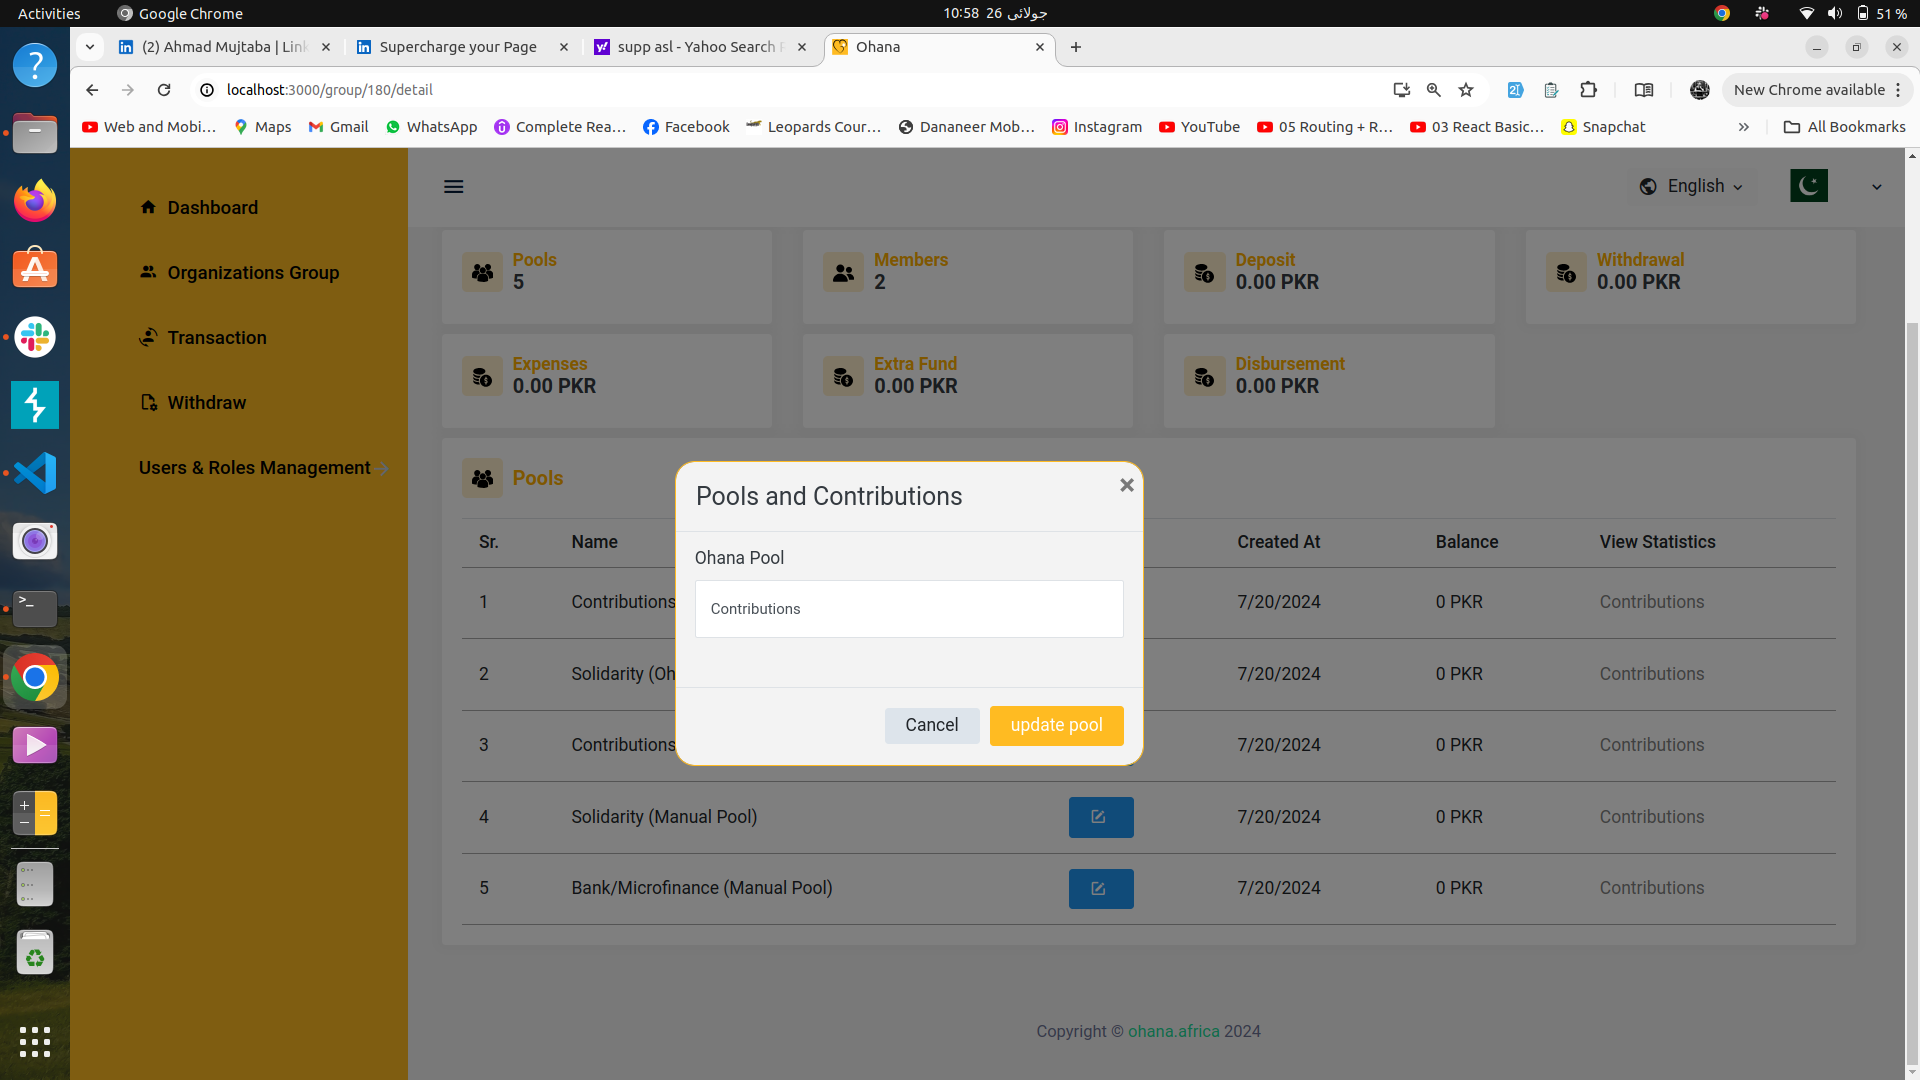 Activities
Google Chrome
10:58 26 جولائی
51 %
(2) Ahmad Mujtaba | Link
Supercharge your Page
supp asl - Yahoo Search R
Ohana
localhost:3000/group/180/detail
New Chrome available
Web and Mobi…
Maps
Gmail
WhatsApp
Complete Rea…
Facebook
Leopards Cour…
Dananeer Mob…
Instagram
YouTube
05 Routing + R…
03 React Basic…
Snapchat
All Bookmarks
Dashboard
Organizations Group
Transaction
Withdraw
Users & Roles Management
English
Pools
5
Members
2
Deposit
0.00 PKR
Withdrawal
0.00 PKR
Expenses
0.00 PKR
Extra Fund
0.00 PKR
Disbursement
0.00 PKR
Pools
Sr. Name Created At Balance View Statistics
1 Contributions 7/20/2024 0 PKR Contributions
2 Solidarity (Oh 7/20/2024 0 PKR Contributions
3 Contributions 7/20/2024 0 PKR Contributions
4 Solidarity (Manual Pool) 7/20/2024 0 PKR Contributions
5 Bank/Microfinance (Manual Pool) 7/20/2024 0 PKR Contributions
Pools and Contributions
Ohana Pool
Contributions
Cancel
update pool
Copyright © ohana.africa 2024